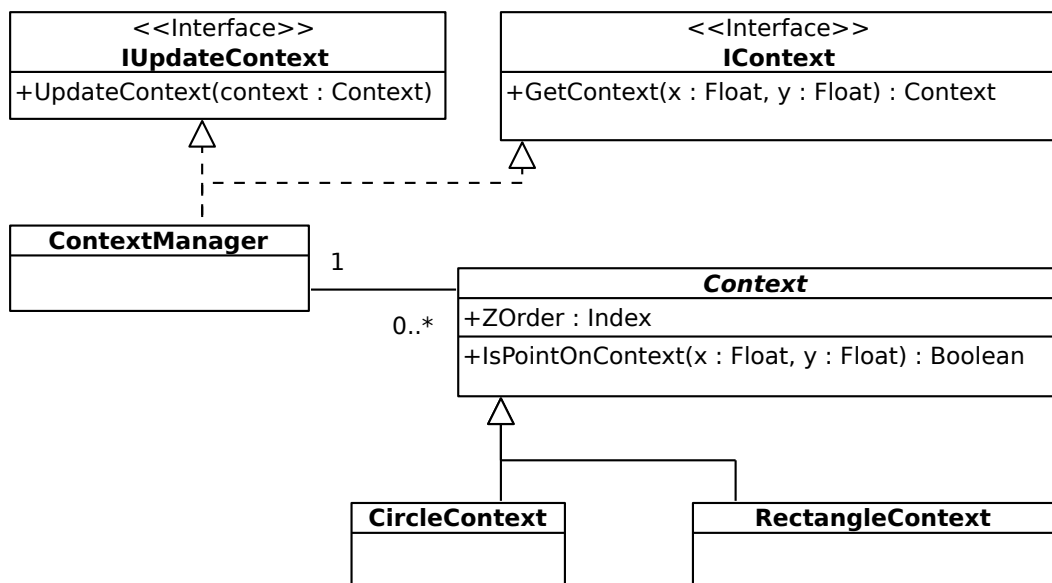 <<Interface>>
IUpdateContext
+UpdateContext(context : Context)
<<Interface>>
IContext
+GetContext(x : Float, y : Float) : Context
ContextManager
1
0..*
Context
+ZOrder : Index
+IsPointOnContext(x : Float, y : Float) : Boolean
CircleContext
RectangleContext